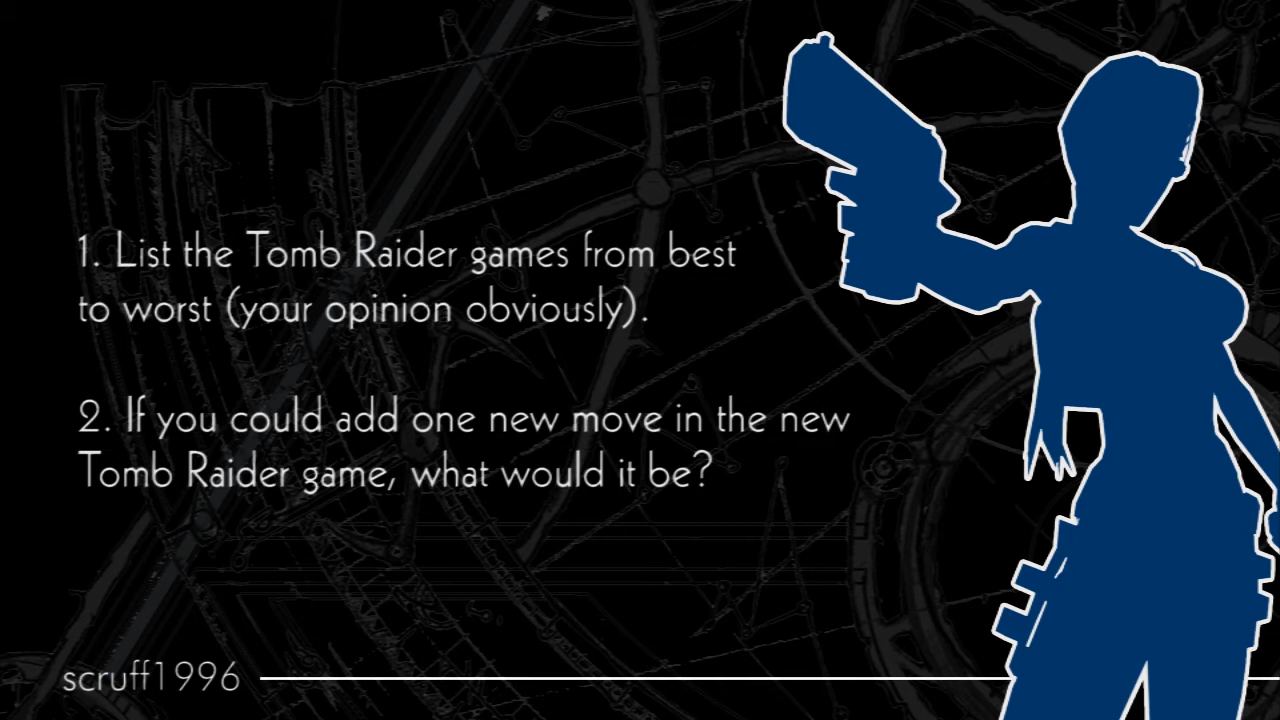 1. List the Tomb Raider games from best
to worst (your opinion obviously).
2. If you could add one new move in the new
Tomb Raider game, what would it be?
scruff1996